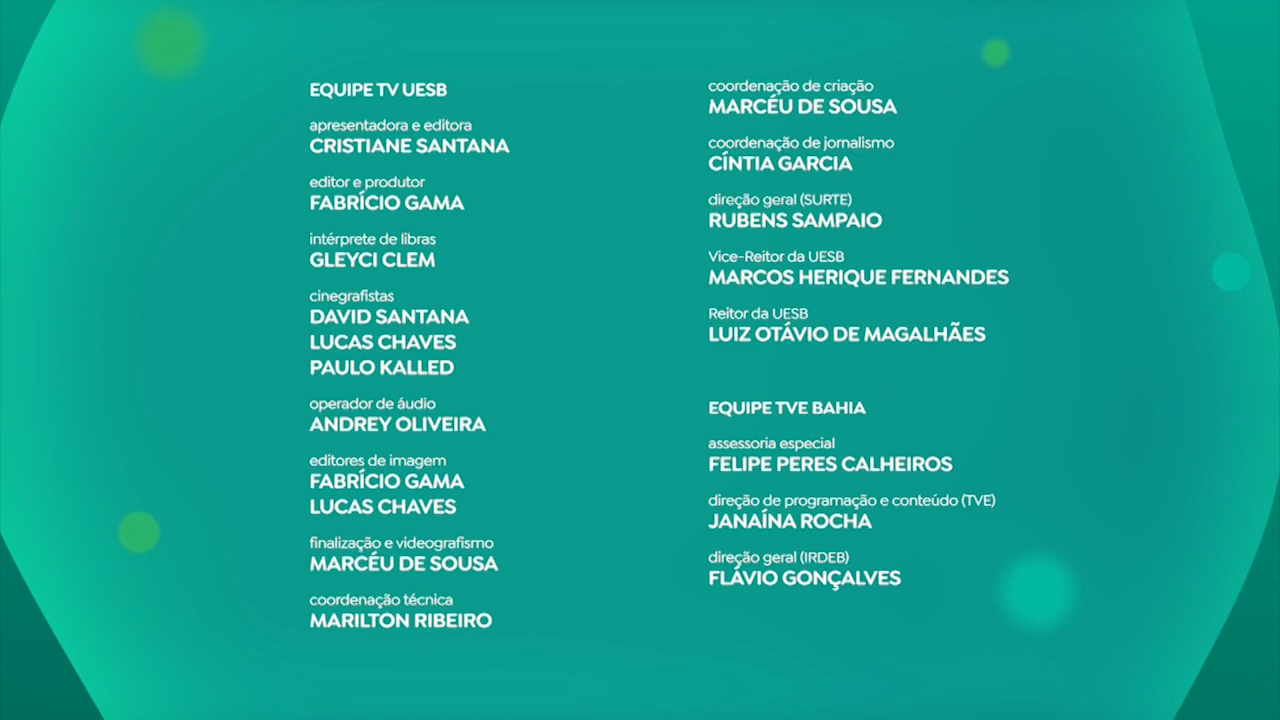 EQUIPE TV UESB
apresentadora e editora
CRISTIANE SANTANA
editor e produtor
FABRÍCIO GAMA
intérprete de libras
GLEYCI CLEM
cinegrafistas
DAVID SANTANA
LUCAS CHAVES
PAULO KALLED
operador de áudio
ANDREY OLIVEIRA
editores de imagem
FABRÍCIO GAMA
LUCAS CHAVES
finalização e videografismo
MARCÉU DE SOUSA
coordenação técnica
MARILTON RIBEIRO
coordenação de criação
MARCÉU DE SOUSA
coordenação de jornalismo
CÍNTIA GARCIA
direção geral (SURTE)
RUBENS SAMPAIO
Vice-Reitor da UESB
MARCOS HERIQUE FERNANDES
Reitor da UESB
LUIZ OTÁVIO DE MAGALHÃES
EQUIPE TVE BAHIA
assessoria especial
FELIPE PERES CALHEIROS
direção de programação e conteúdo (TVE)
JANAÍNA ROCHA
direção geral (IRDEB)
FLÁVIO GONÇALVES